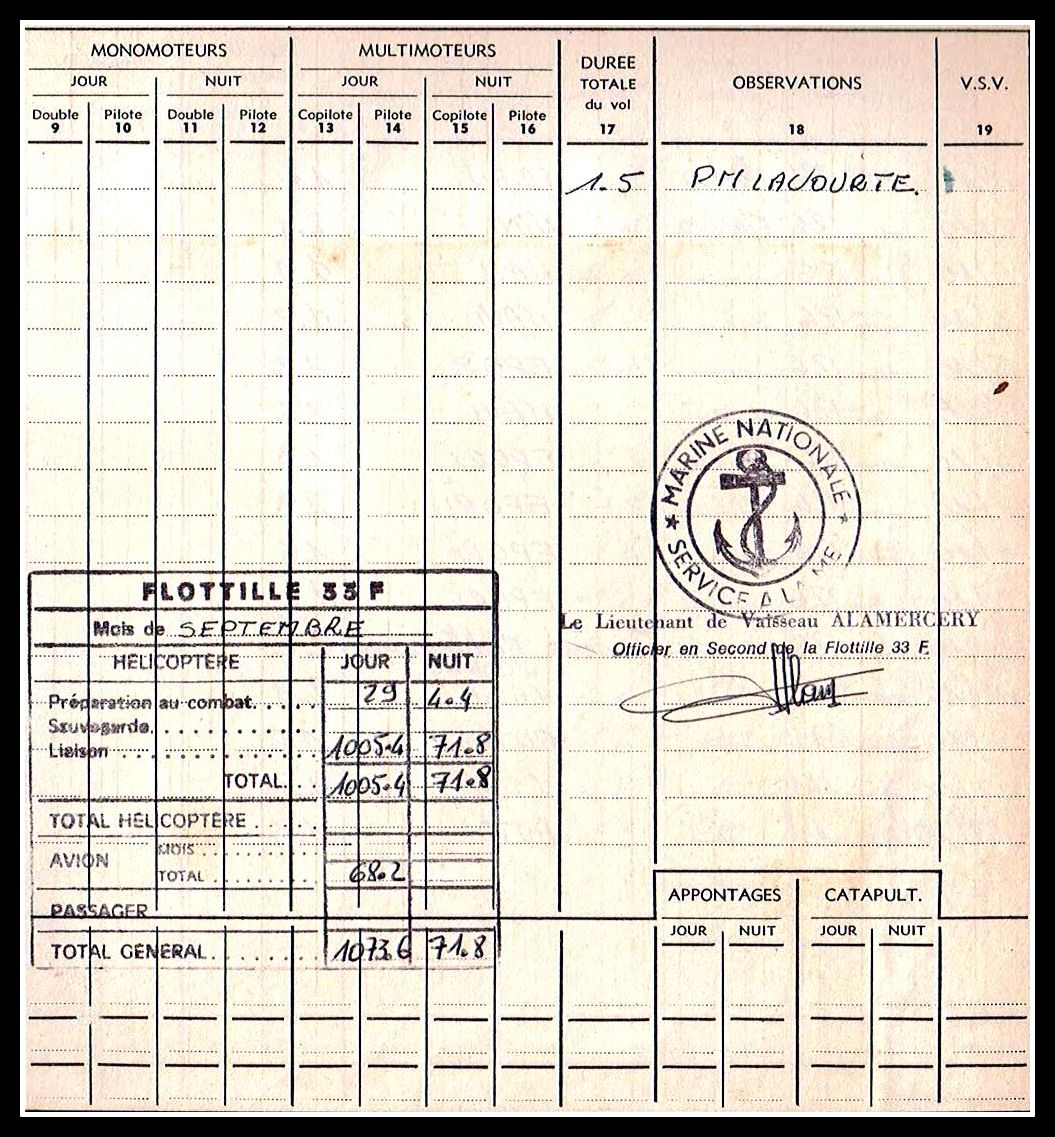 MONOMOTEURS MULTIMOTEURS DUREE TOTALE du vol OBSERVATIONS V.S.V.
JOUR NUIT JOUR NUIT
Double Pilote Double Pilote Copilote Pilote Copilote Pilote
9 10 11 12 13 14 15 16 17 18 19
1.5 PM LACOURTE.
★ MARINE NATIONALE ★
SERVICE A LA ME
FLOTTILLE 33 F
Mois de SEPTEMBRE
HÉLICOPTÈRE JOUR NUIT
Préparation au combat. . . . . 29 4.4
Sauvegarde. . . . . . . . . . . .
Liaison . . . . . . . . . . . . . . 1005.4 71.8
TOTAL. . . 1005.4 71.8
TOTAL HÉLICOPTÈRE . . . . .
AVION MOIS . . . . . . . . . .
TOTAL . . . . . . . . . 68.2
PASSAGER
TOTAL GENERAL. . . . . . . . 1073.6 71.8
Le Lieutenant de Vaisseau ALAMERCERY
Officier en Second de la Flottille 33 F.
APPONTAGES CATAPULT.
JOUR NUIT JOUR NUIT